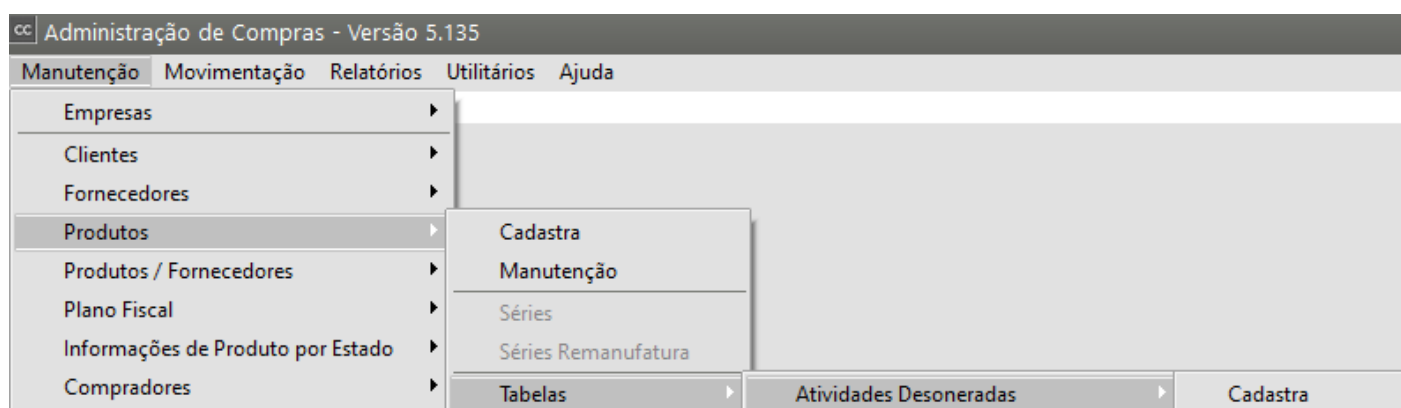 cc Administração de Compras - Versão 5.135
Manutenção Movimentação Relatórios Utilitários Ajuda
Empresas
Clientes
Fornecedores
Produtos
Produtos / Fornecedores
Plano Fiscal
Informações de Produto por Estado
Compradores
Cadastra
Manutenção
Séries
Séries Remanufatura
Tabelas
Atividades Desoneradas
Cadastra